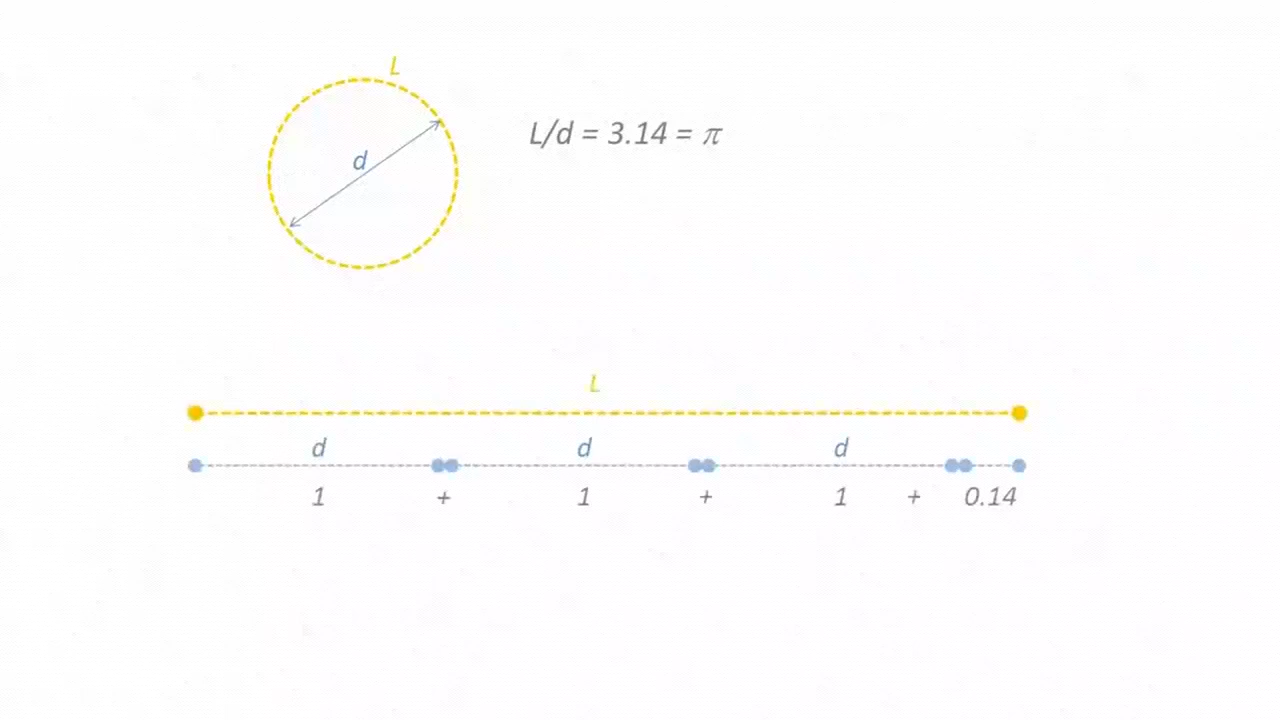 L
d
L/d = 3.14 = π
L
d d d
1 + 1 + 1 + 0.14